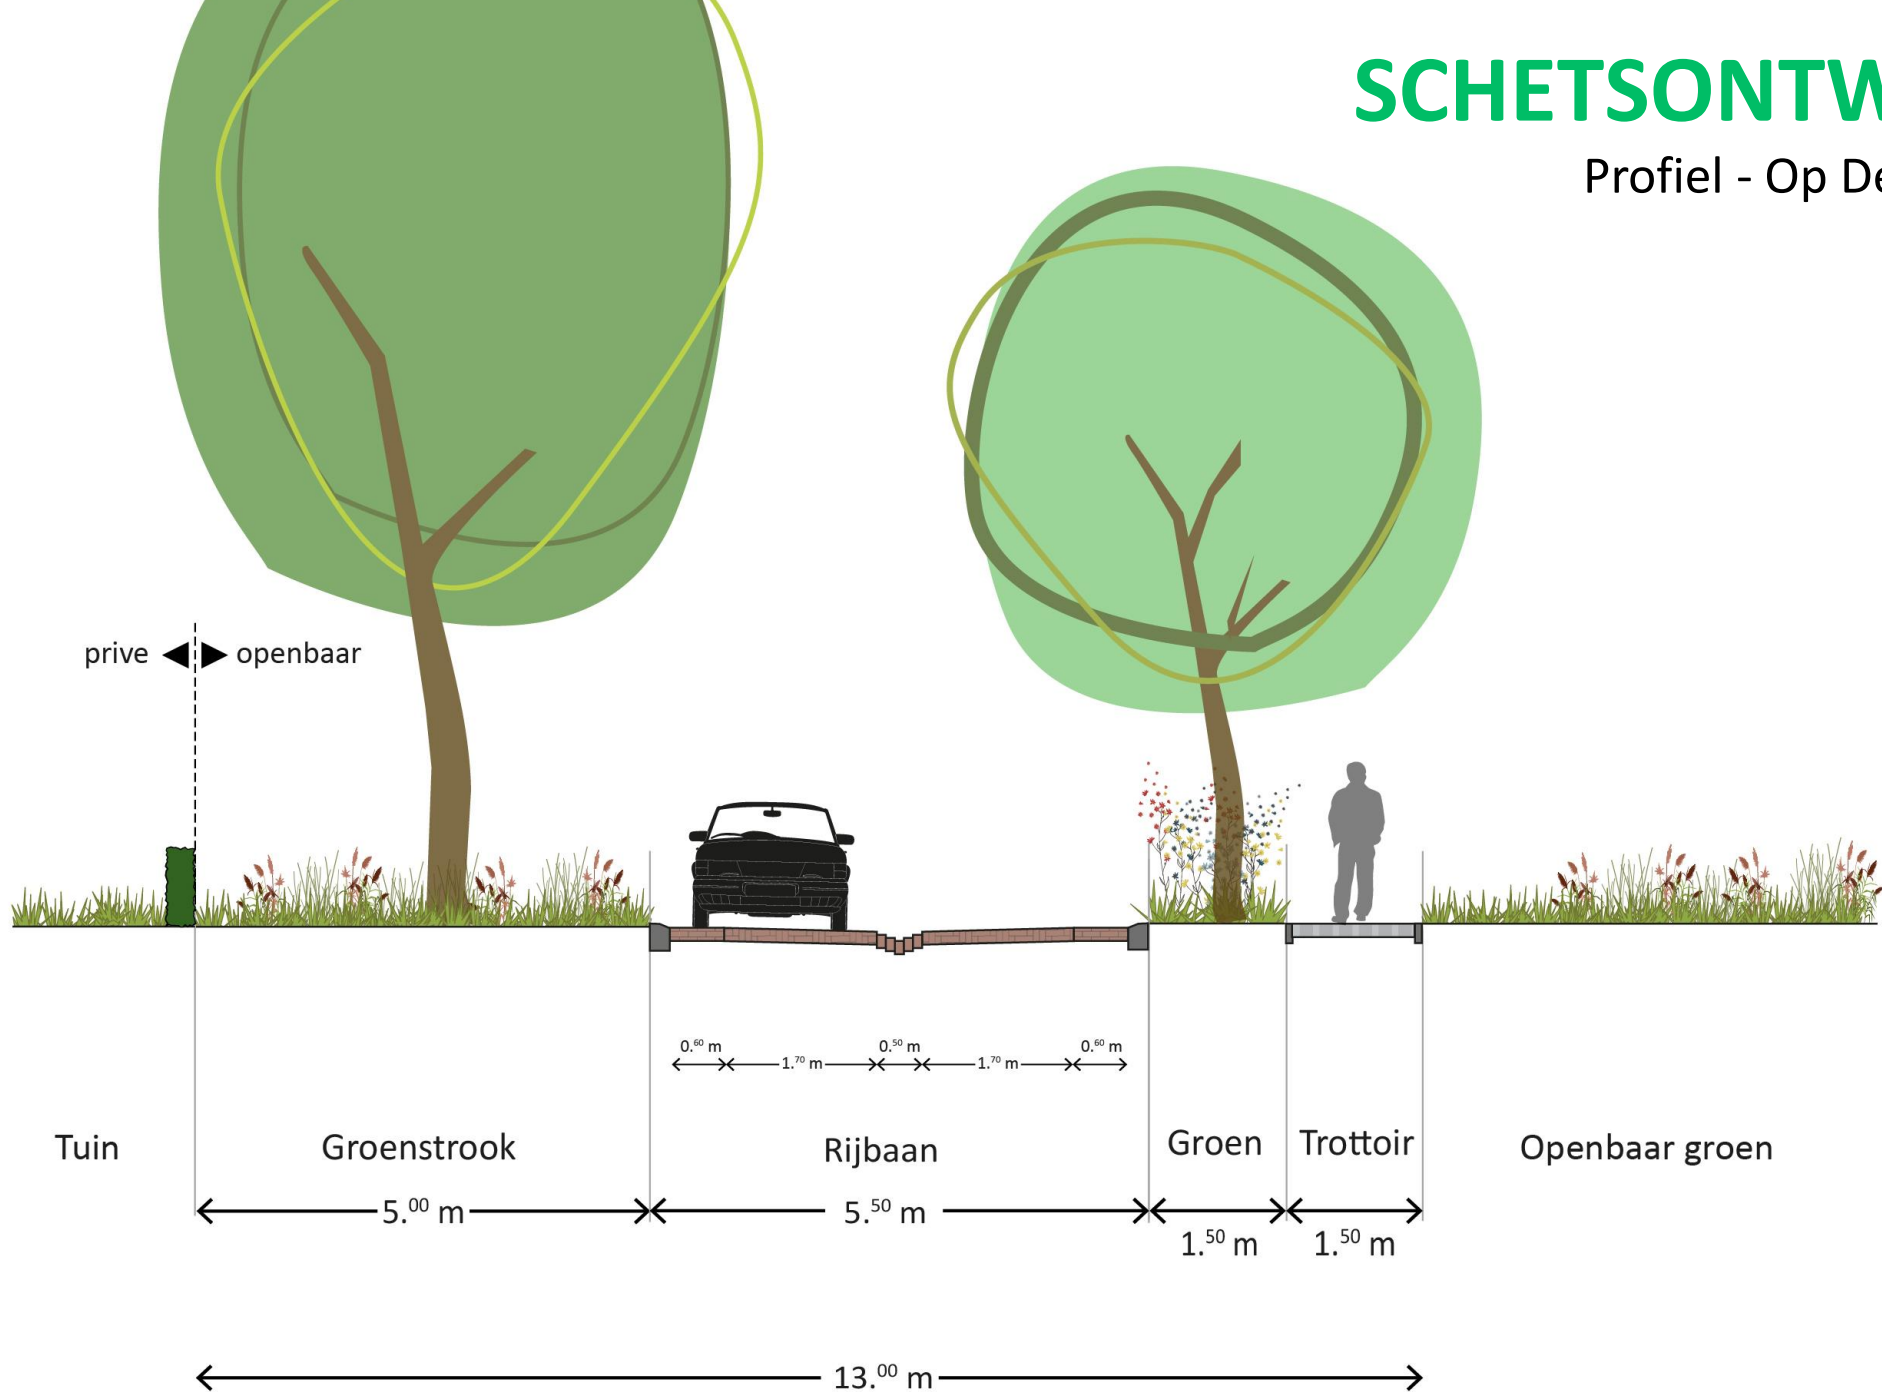 SCHETSONTW
Profiel - Op De
prive openbaar
0.60 m 0.50 m 0.60 m
1.70 m 1.70 m
Tuin Groenstrook Rijbaan Groen Trottoir Openbaar groen
5.00 m 5.50 m
1.50 m 1.50 m
13.00 m